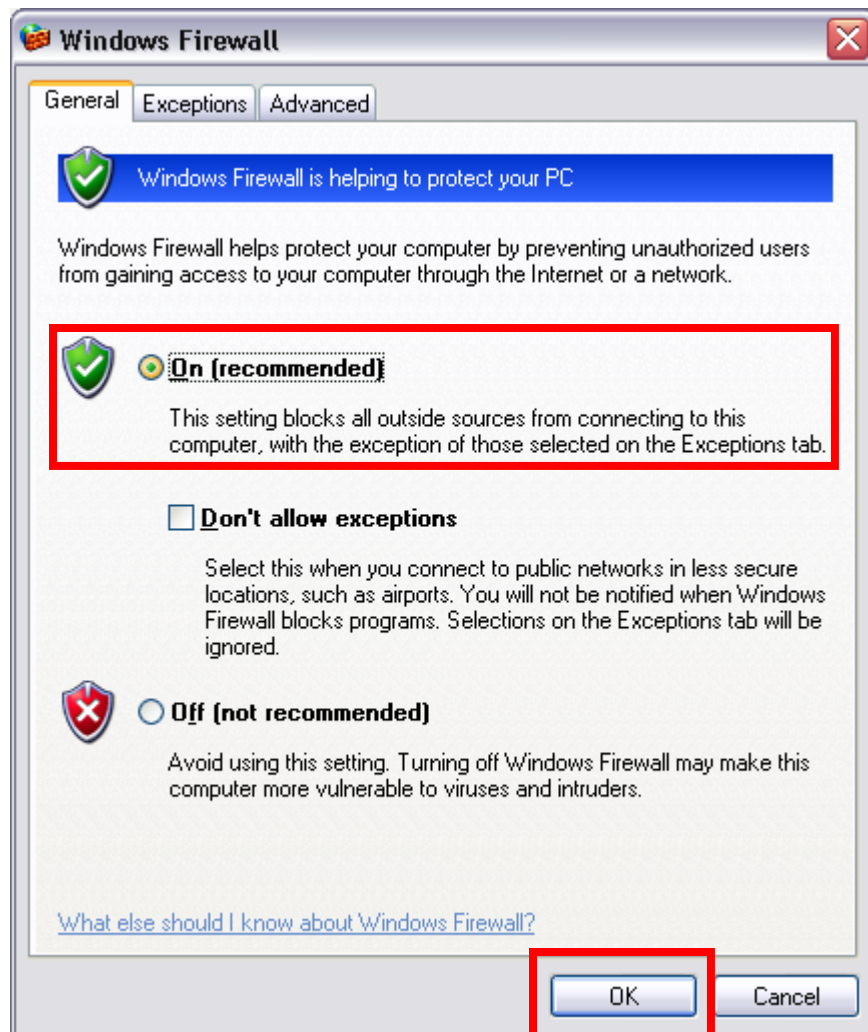 Windows Firewall
General Exceptions Advanced
Windows Firewall is helping to protect your PC
Windows Firewall helps protect your computer by preventing unauthorized users
from gaining access to your computer through the Internet or a network.
On (recommended)
This setting blocks all outside sources from connecting to this
computer, with the exception of those selected on the Exceptions tab.
Don't allow exceptions
Select this when you connect to public networks in less secure
locations, such as airports. You will not be notified when Windows
Firewall blocks programs. Selections on the Exceptions tab will be
ignored.
Off (not recommended)
Avoid using this setting. Turning off Windows Firewall may make this
computer more vulnerable to viruses and intruders.
What else should I know about Windows Firewall?
OK Cancel